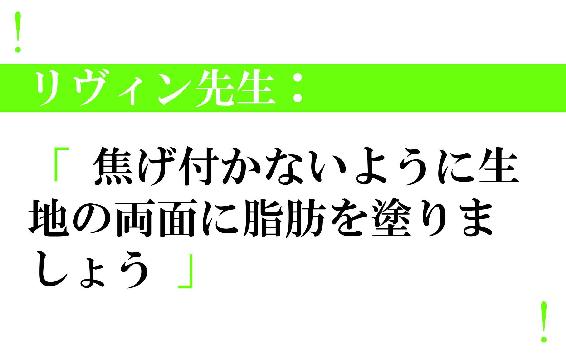 !
リヴィン先生：
「 焦げ付かないように生
地の両面に脂肪を塗りま
しょう 」
!